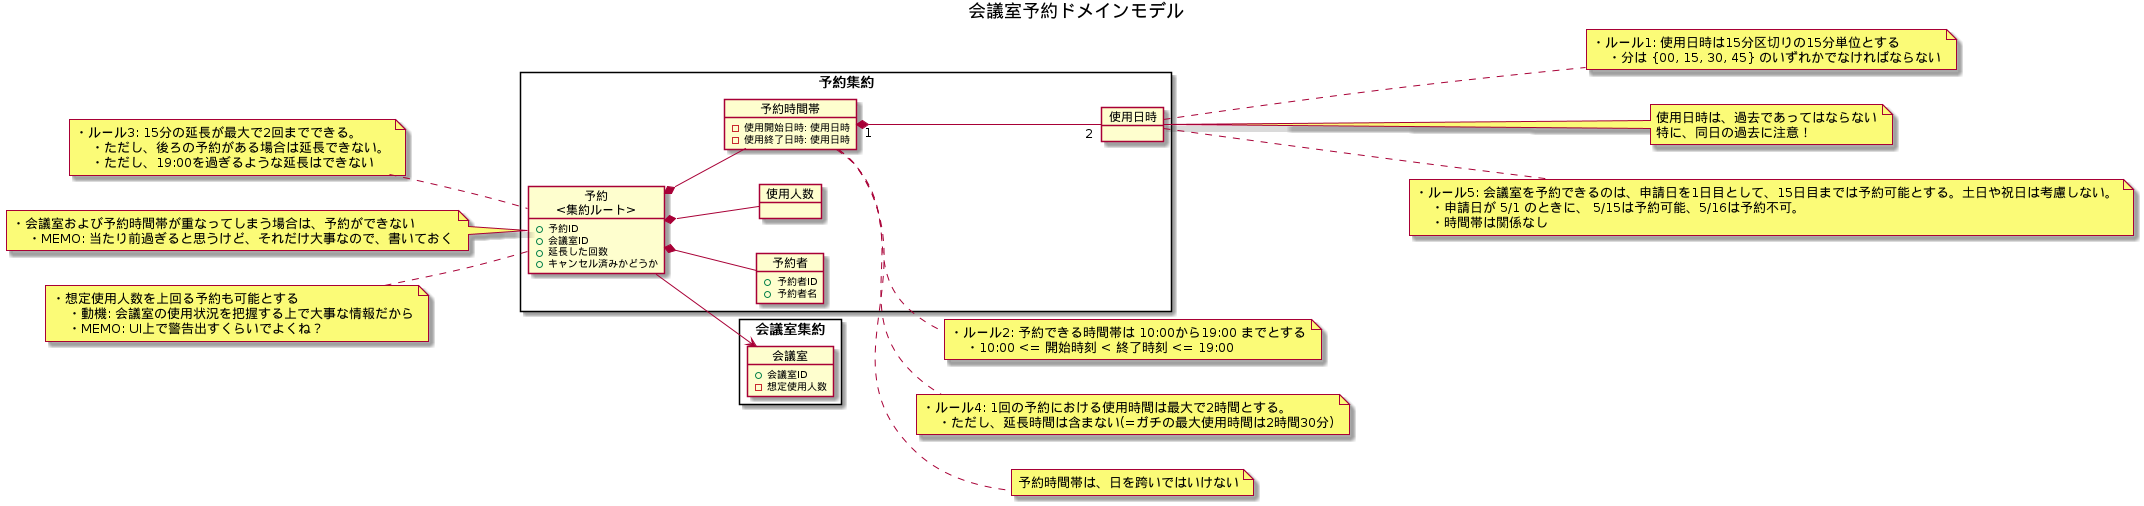 会議室予約ドメインモデル
予約集約
予約時間帯
使用開始日時: 使用日時
使用終了日時: 使用日時
1
2
使用日時
予約
<集約ルート>
予約ID
会議室ID
延長した回数
キャンセル済みかどうか
使用人数
予約者
予約者ID
予約者名
会議室集約
会議室
会議室ID
想定使用人数
・ルール3: 15分の延長が最大で2回までできる。
・ただし、後ろの予約がある場合は延長できない。
・ただし、19:00を過ぎるような延長はできない
・会議室および予約時間帯が重なってしまう場合は、予約ができない
・MEMO: 当たり前過ぎると思うけど、それだけ大事なので、書いておく
・想定使用人数を上回る予約も可能とする
・動機: 会議室の使用状況を把握する上で大事な情報だから
・MEMO: UI上で警告出すくらいでよくね？
・ルール1: 使用日時は15分区切りの15分単位とする
・分は {00, 15, 30, 45} のいずれかでなければならない
使用日時は、過去であってはならない
特に、同日の過去に注意！
・ルール5: 会議室を予約できるのは、申請日を1日目として、15日目までは予約可能とする。土日や祝日は考慮しない。
・申請日が 5/1 のときに、 5/15は予約可能、5/16は予約不可。
・時間帯は関係なし
・ルール2: 予約できる時間帯は 10:00から19:00 までとする
・10:00 <= 開始時刻 < 終了時刻 <= 19:00
・ルール4: 1回の予約における使用時間は最大で2時間とする。
・ただし、延長時間は含まない(=ガチの最大使用時間は2時間30分)
予約時間帯は、日を跨いではいけない